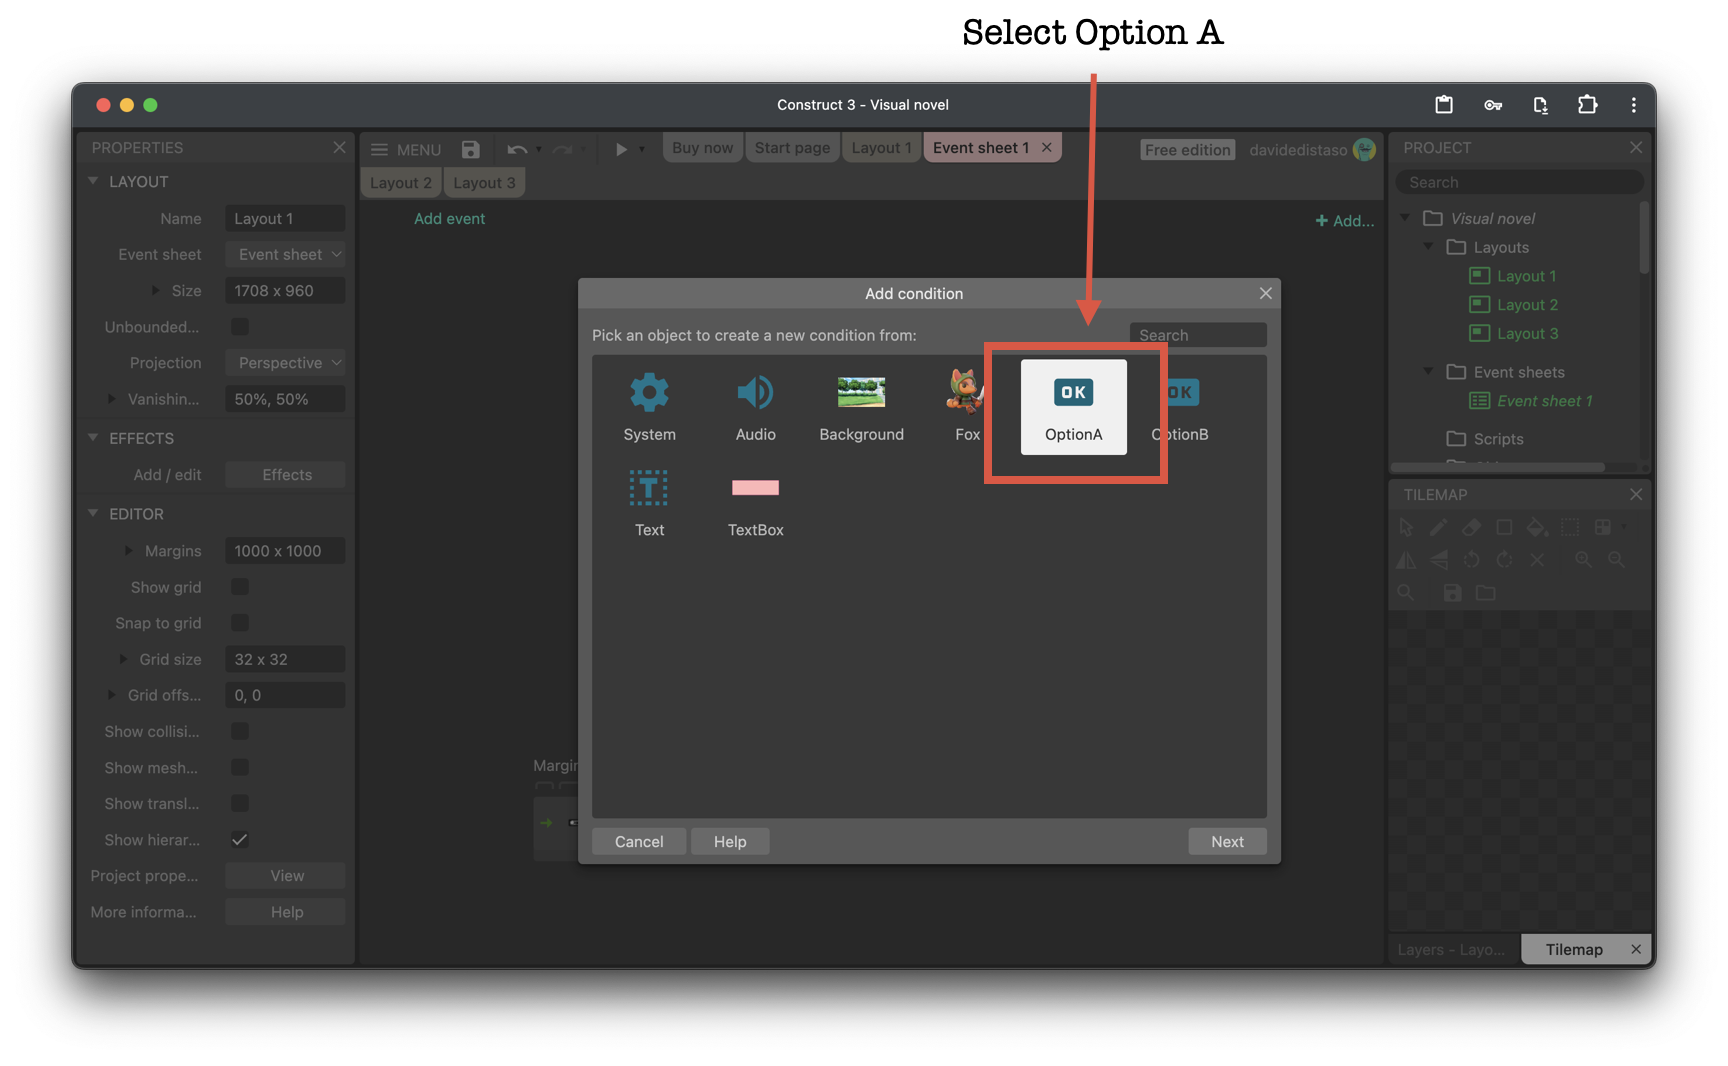 Select Option A
Construct 3 - Visual novel
PROPERTIES
LAYOUT
Name Layout 1
Event sheet Event sheet
Size 1708 x 960
Unbounded...
Projection Perspective
Vanishin... 50%, 50%
EFFECTS
Add / edit Effects
EDITOR
Margins 1000 x 1000
Show grid
Snap to grid
Grid size 32 x 32
Grid offs... 0, 0
Show collisi...
Show mesh...
Show transl...
Show hierar...
Project prope... View
More informa... Help
MENU
Buy now Start page Layout 1 Event sheet 1
Free edition davidedistaso
Layout 2 Layout 3
Add event
Add...
Add condition
Pick an object to create a new condition from:
Search
OK OK
System Audio Background Fox OptionA OptionB
T
Text TextBox
Margin
Cancel Help Next
PROJECT
Search
Visual novel
Layouts
Layout 1
Layout 2
Layout 3
Event sheets
Event sheet 1
Scripts
TILEMAP
Layers - Layo... Tilemap